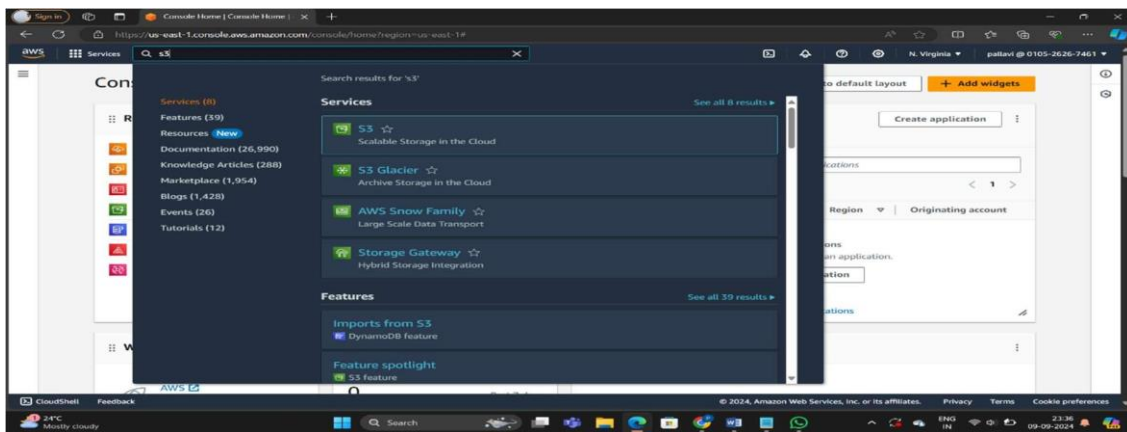 Sign in
Console Home | Console Home |
https://us-east-1.console.aws.amazon.com/console/home?region=us-east-1#
aws
Services
s3
N. Virginia
pallavi @ 0105-2626-7461
Search results for 's3'
Services (8)
Features (39)
Resources New
Documentation (26,990)
Knowledge Articles (288)
Marketplace (1,954)
Blogs (1,428)
Events (26)
Tutorials (12)
Services
See all 8 results
S3
Scalable Storage in the Cloud
S3 Glacier
Archive Storage in the Cloud
AWS Snow Family
Large Scale Data Transport
Storage Gateway
Hybrid Storage Integration
Features
See all 39 results
Imports from S3
DynamoDB feature
Feature spotlight
S3 feature
Cons
R
W
AWS
0
to default layout
+ Add widgets
Create application
1
Region
Originating account
an application.
CloudShell
Feedback
© 2024, Amazon Web Services, Inc. or its affiliates.
Privacy
Terms
Cookie preferences
24°C
Mostly cloudy
Search
ENG
IN
23:36
09-09-2024